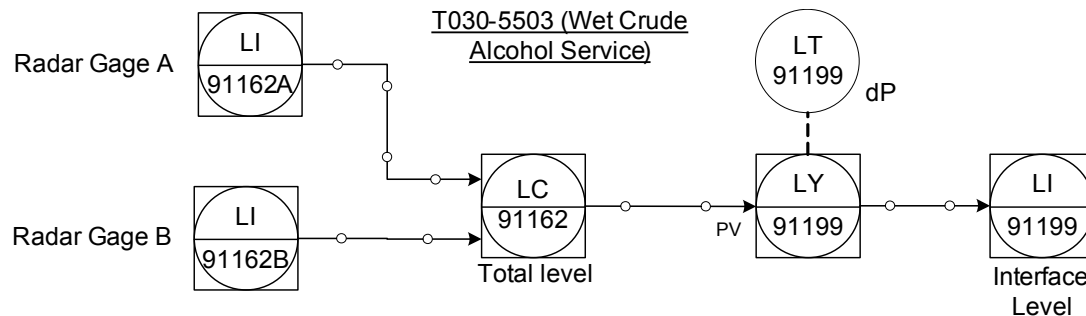 T030-5503 (Wet Crude
Alcohol Service)
Radar Gage A
LI
91162A
LT
91199
dP
Radar Gage B
LI
91162B
LC
91162
Total level
PV
LY
91199
LI
91199
Interface
Level